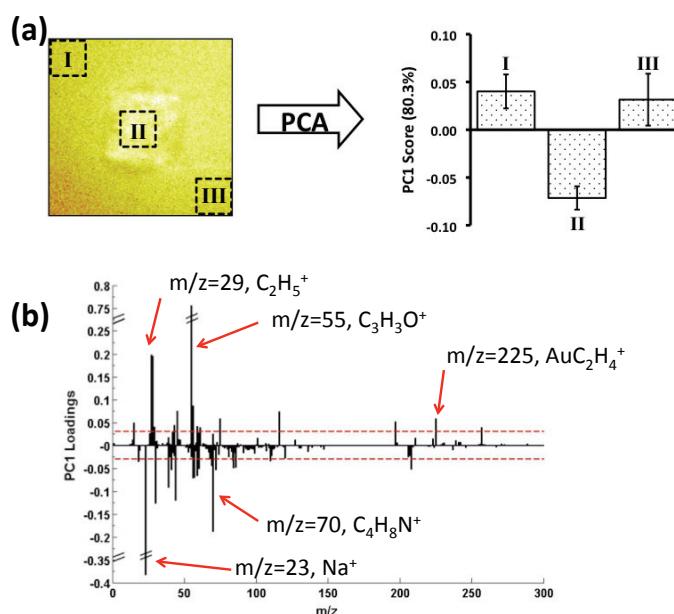 (a)
I
II
III
PCA
PC1 Score (80.3%)
0.10
0.05
0.00
-0.05
-0.10
I
II
III
(b)
m/z=29, C₂H₅⁺
m/z=55, C₃H₃O⁺
m/z=225, AuC₂H₄⁺
m/z=70, C₄H₈N⁺
m/z=23, Na⁺
PC1 Loadings
0.75
0.25
0.2
0.15
0.1
0.05
-0
-0.05
-0.1
-0.15
-0.2
-0.25
-0.35
-0.4
0 50 100 150 200 250 300
m/z